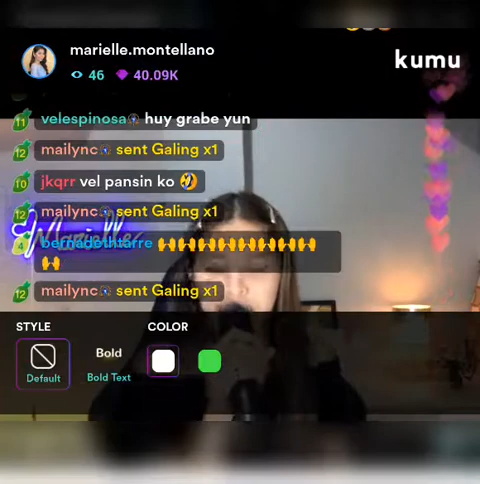 marielle.montellano
46 40.09K
kumu
11 velespinosa huy grabe yun
12 mailync sent Galing x1
10 jkqrr vel pansin ko 🤣
12 mailync sent Galing x1
Marielle
4 bernadethtarre 🙌🙌🙌🙌🙌🙌🙌🙌
🙌
12 mailync sent Galing x1
STYLE COLOR
Default
Bold
Bold Text